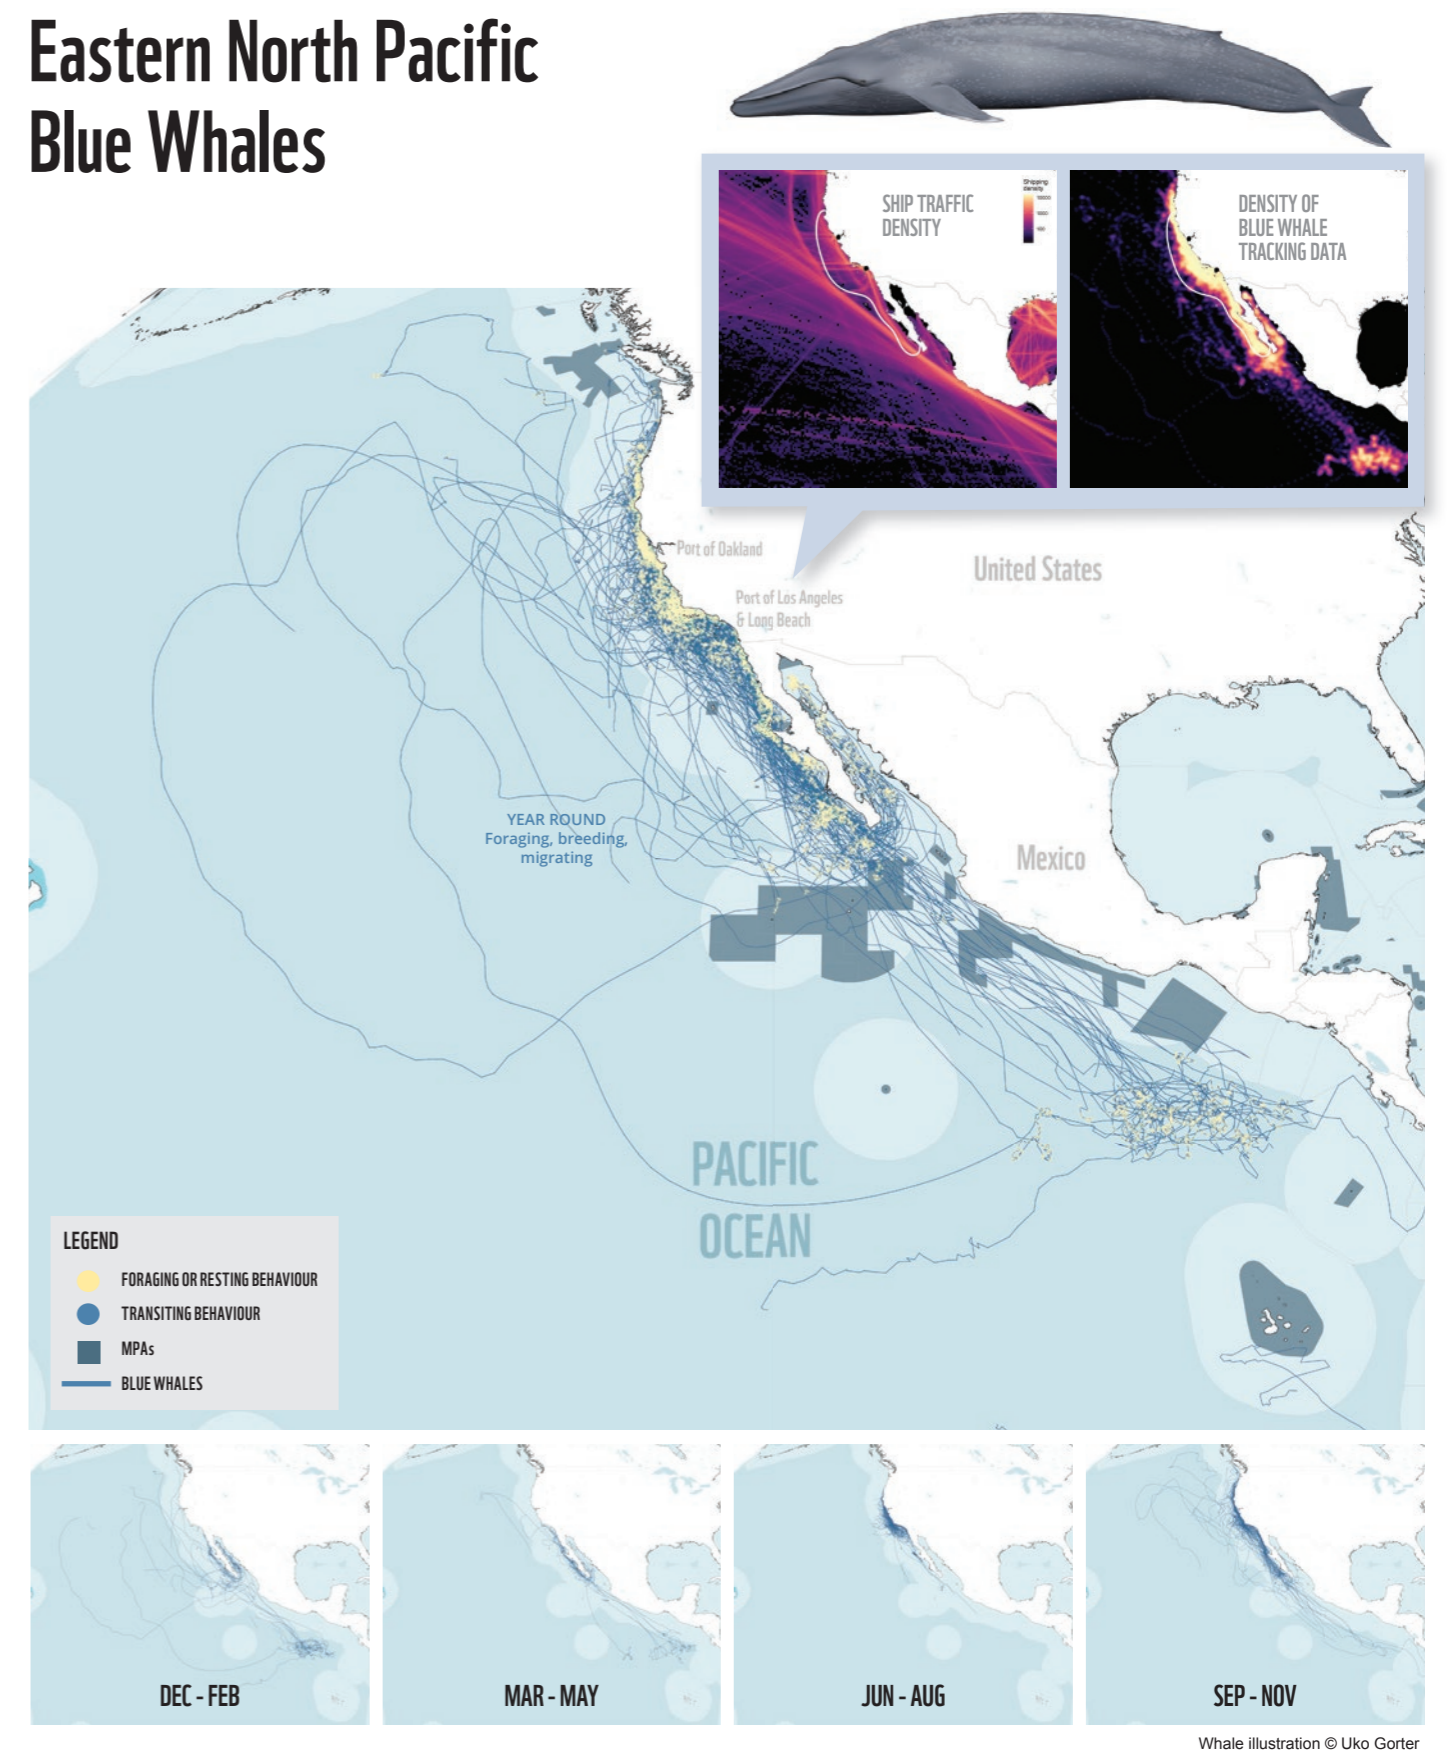 Eastern North Pacific
Blue Whales
SHIP TRAFFIC
DENSITY
Shipping
density
DENSITY OF
BLUE WHALE
TRACKING DATA
Port of Oakland
Port of Los Angeles
& Long Beach
United States
Mexico
YEAR ROUND
Foraging, breeding,
migrating
PACIFIC
OCEAN
LEGEND
FORAGING OR RESTING BEHAVIOUR
TRANSITING BEHAVIOUR
MPAs
BLUE WHALES
DEC - FEB
MAR - MAY
JUN - AUG
SEP - NOV
Whale illustration © Uko Gorter